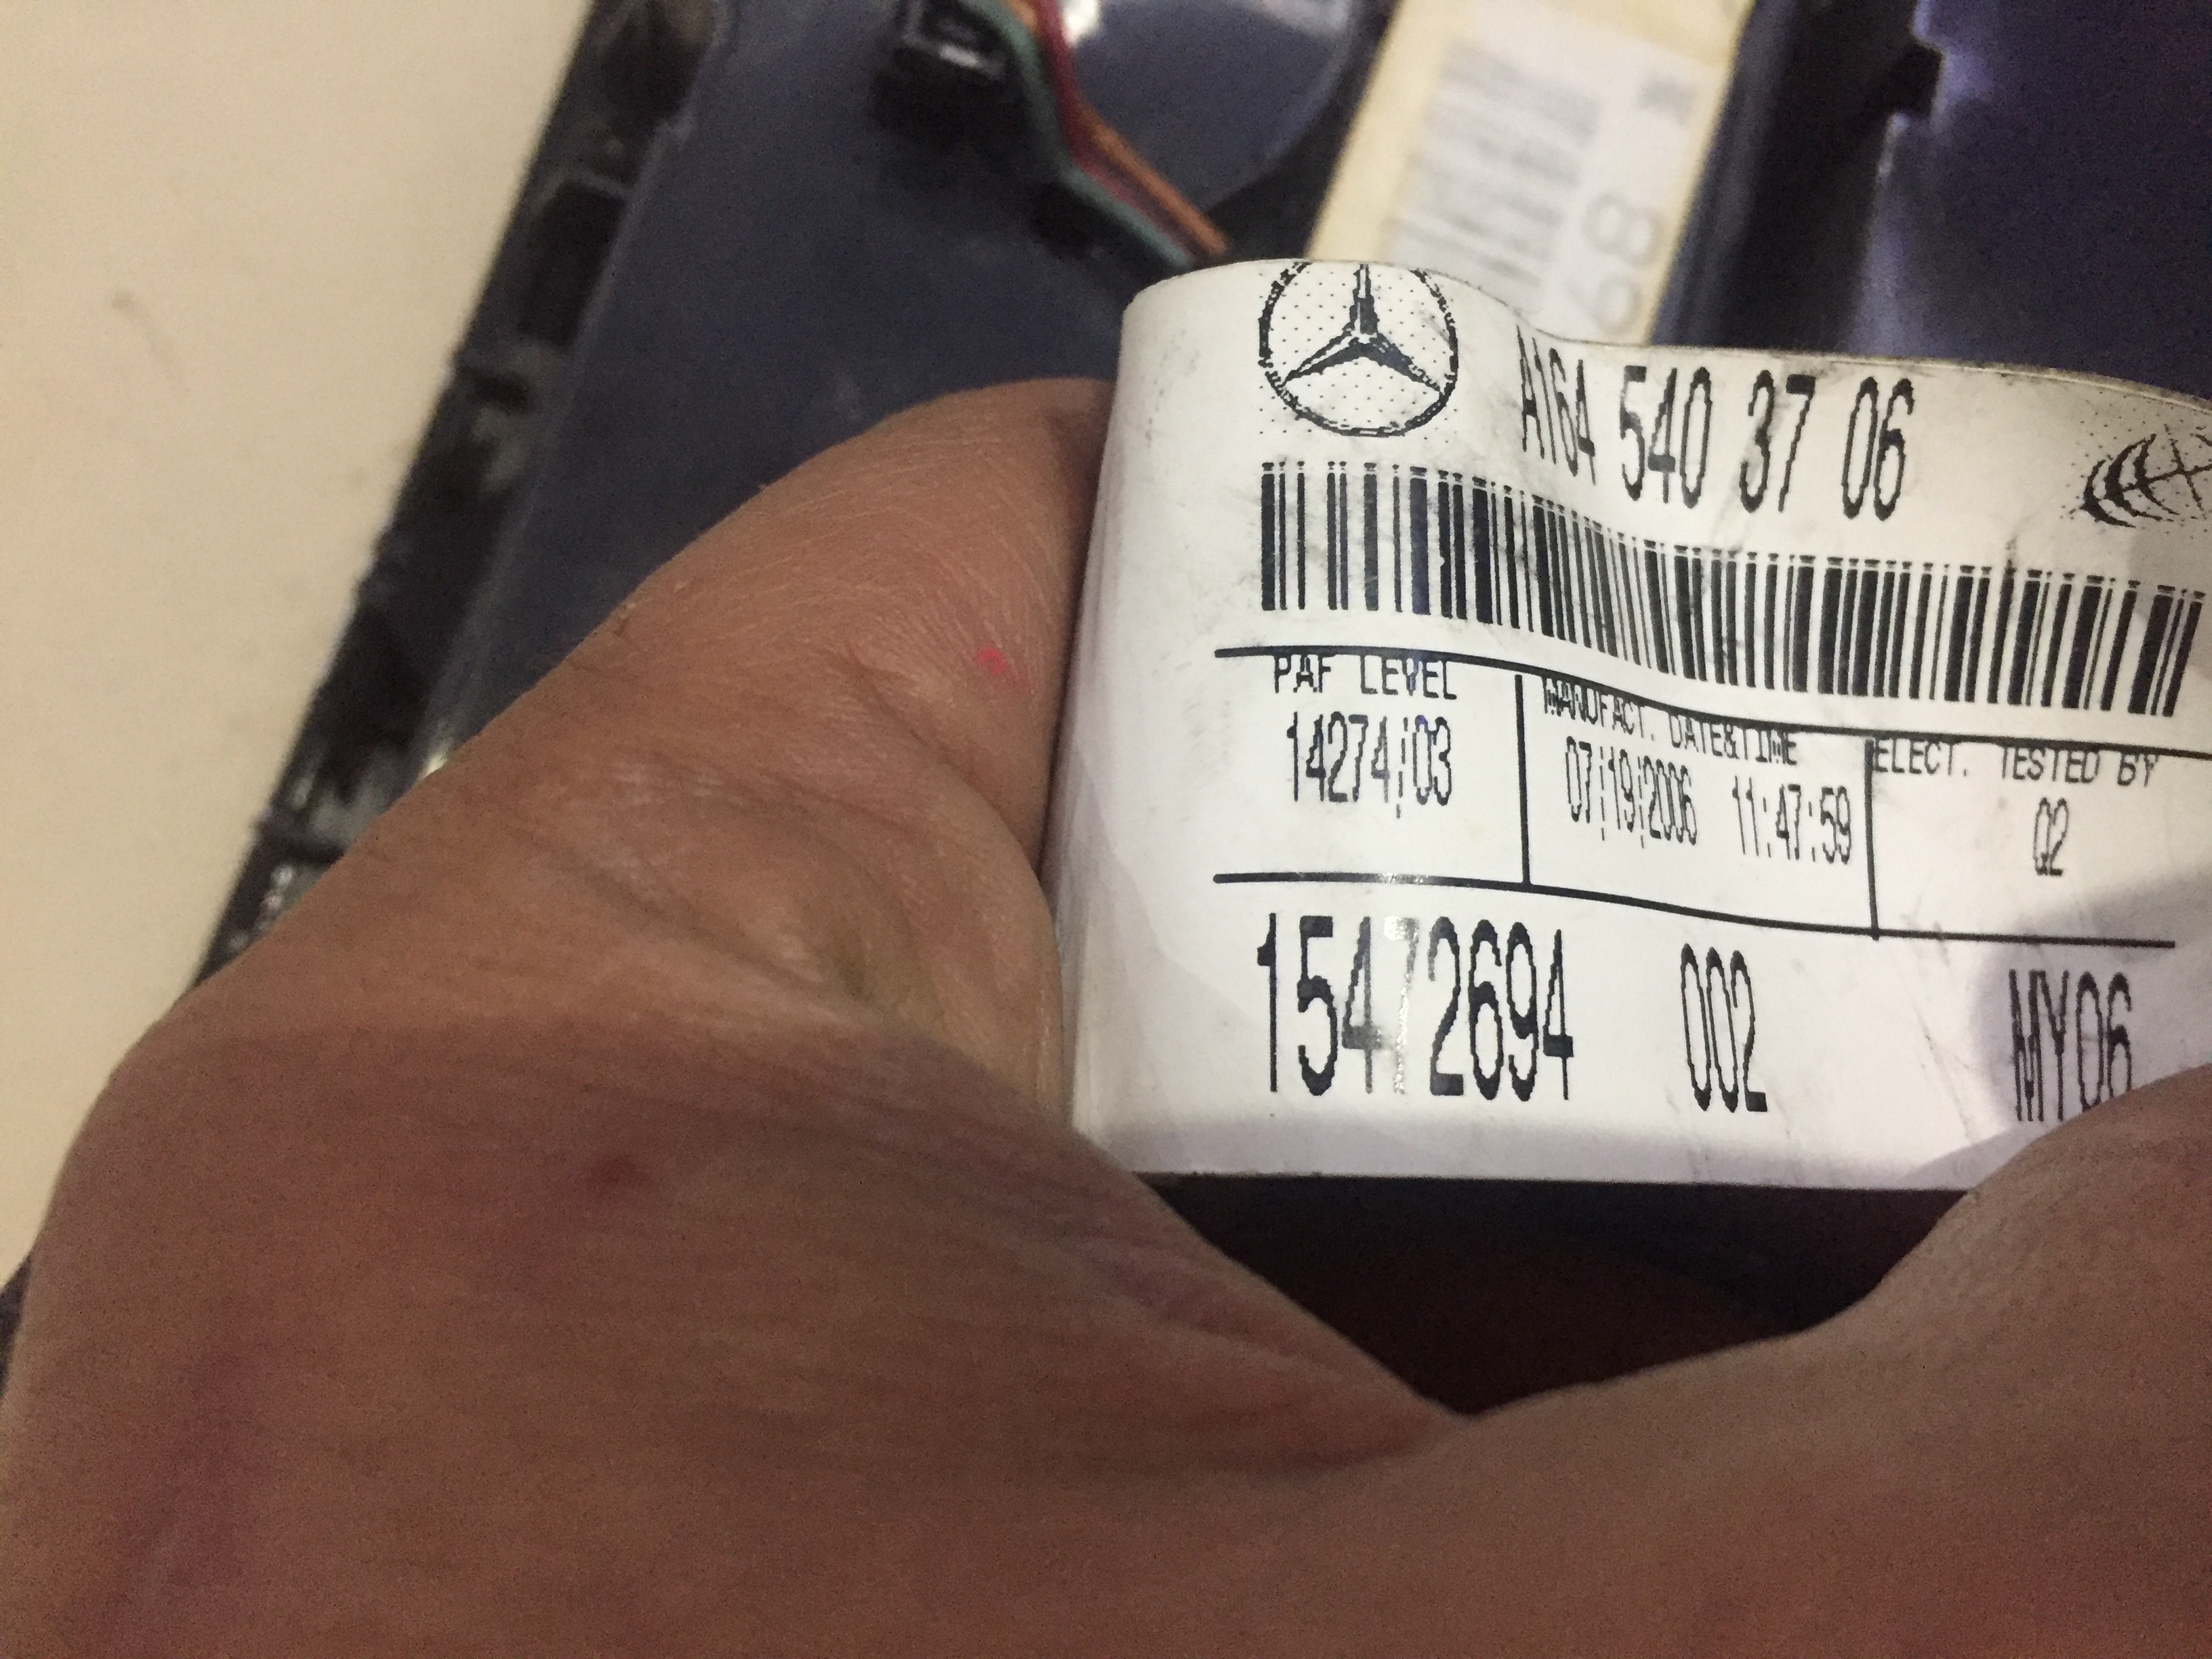 A164 540 37 06
PAF LEVEL
14274/03
MANUFACT. DATE&TIME
07/19/2006 11:47:59
ELECT. TESTED BY
Q2
15472694 002 MY06